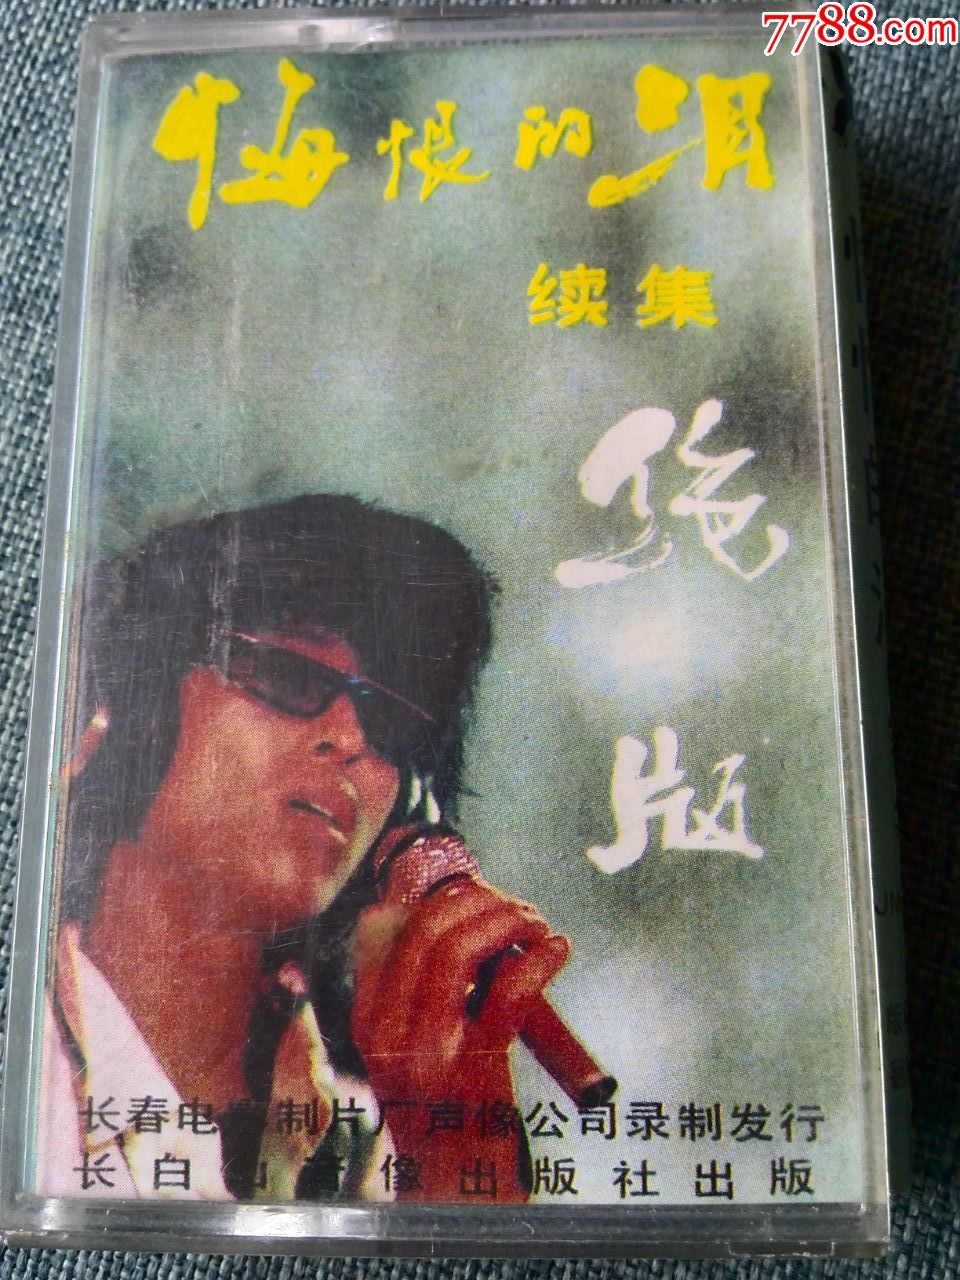 7788.com
悔恨的泪
续集
绝版
长春电影制片厂声像公司录制发行
长白山音像出版社出版